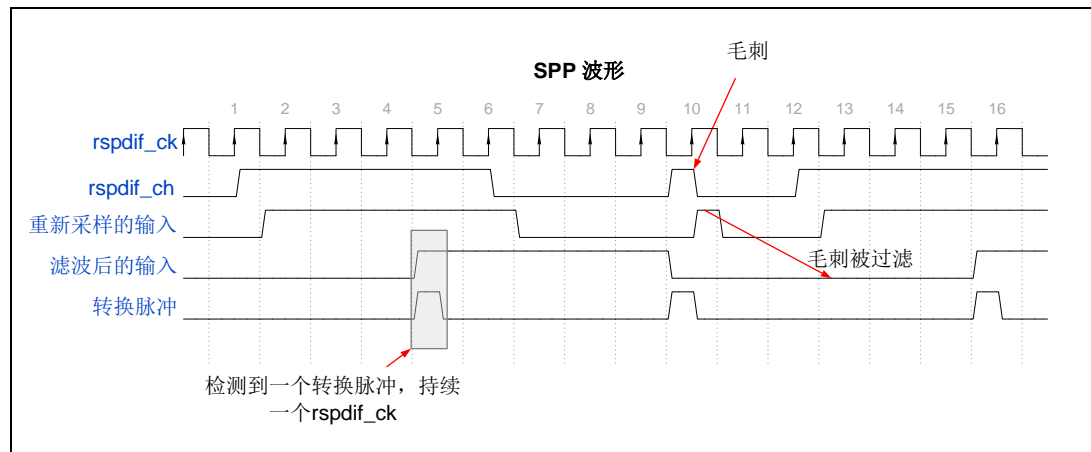 毛刺
SPP 波形
1 2 3 4 5 6 7 8 9 10 11 12 13 14 15 16
rspdif_ck
rspdif_ch
重新采样的输入
滤波后的输入
毛刺被过滤
转换脉冲
检测到一个转换脉冲，持续
一个rspdif_ck